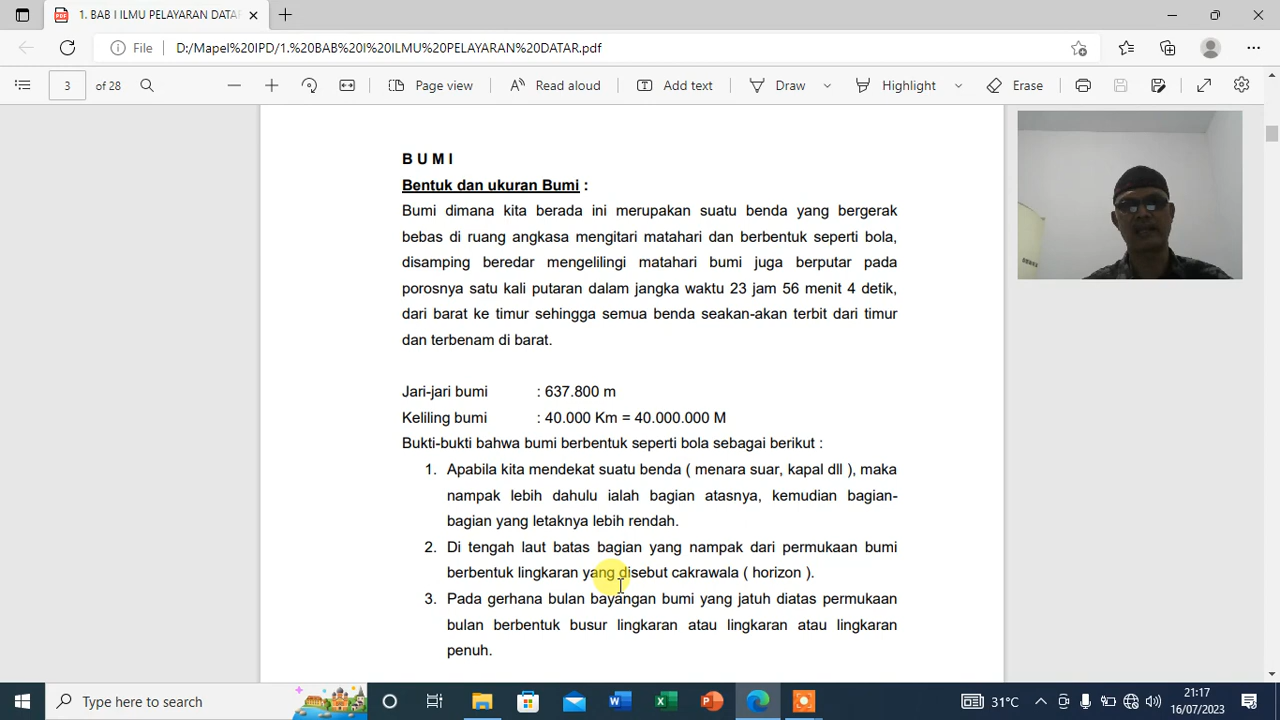 1. BAB I ILMU PELAYARAN DATAR
File D:/Mapel%20IPD/1.%20BAB%20I%20ILMU%20PELAYARAN%20DATAR.pdf
3 of 28 Page view Read aloud Add text Draw Highlight Erase
B U M I
Bentuk dan ukuran Bumi :
Bumi dimana kita berada ini merupakan suatu benda yang bergerak
bebas di ruang angkasa mengitari matahari dan berbentuk seperti bola,
disamping beredar mengelilingi matahari bumi juga berputar pada
porosnya satu kali putaran dalam jangka waktu 23 jam 56 menit 4 detik,
dari barat ke timur sehingga semua benda seakan-akan terbit dari timur
dan terbenam di barat.
Jari-jari bumi : 637.800 m
Keliling bumi : 40.000 Km = 40.000.000 M
Bukti-bukti bahwa bumi berbentuk seperti bola sebagai berikut :
1. Apabila kita mendekat suatu benda ( menara suar, kapal dll ), maka
nampak lebih dahulu ialah bagian atasnya, kemudian bagian-
bagian yang letaknya lebih rendah.
2. Di tengah laut batas bagian yang nampak dari permukaan bumi
berbentuk lingkaran yang disebut cakrawala ( horizon ).
3. Pada gerhana bulan bayangan bumi yang jatuh diatas permukaan
bulan berbentuk busur lingkaran atau lingkaran atau lingkaran
penuh.
Type here to search
31°C
21:17
16/07/2023